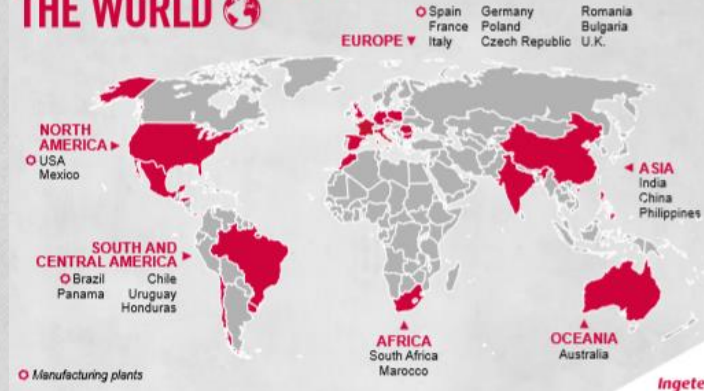 THE WORLD
EUROPE
Spain Germany Romania
France Poland Bulgaria
Italy Czech Republic U.K.
NORTH
AMERICA
USA
Mexico
ASIA
India
China
Philippines
SOUTH AND
CENTRAL AMERICA
Brazil Chile
Panama Uruguay
Honduras
AFRICA
South Africa
Marocco
OCEANIA
Australia
Manufacturing plants